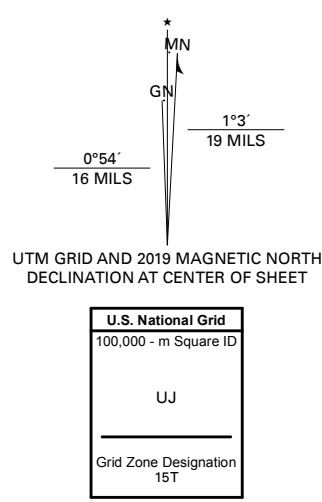 MN
GN
1°3´
19 MILS
0°54´
16 MILS
UTM GRID AND 2019 MAGNETIC NORTH
DECLINATION AT CENTER OF SHEET
U.S. National Grid
100,000 - m Square ID
UJ
Grid Zone Designation
15T